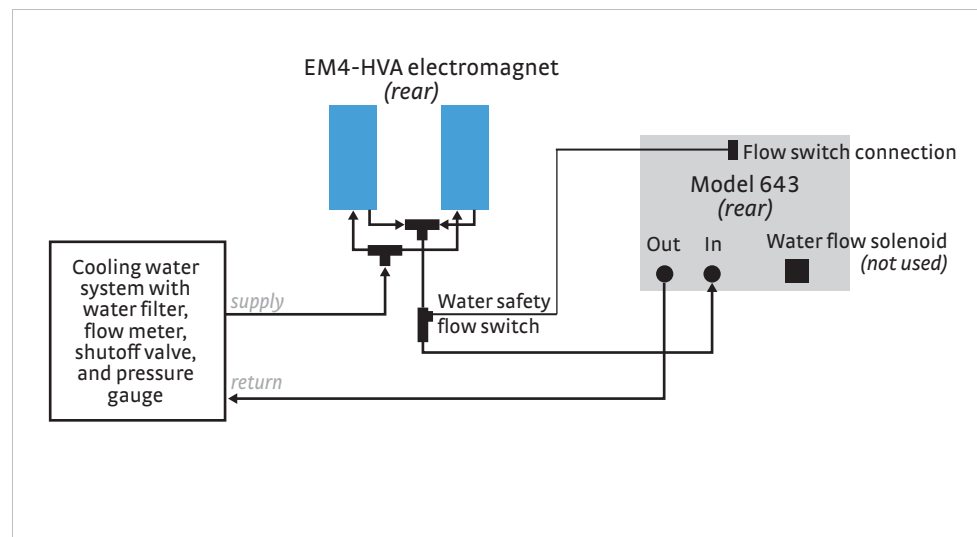 EM4-HVA electromagnet
(rear)
Flow switch connection
Model 643
(rear)
Out
In
Water flow solenoid
(not used)
Cooling water
system with
water filter,
flow meter,
shutoff valve,
and pressure
gauge
supply
Water safety
flow switch
return